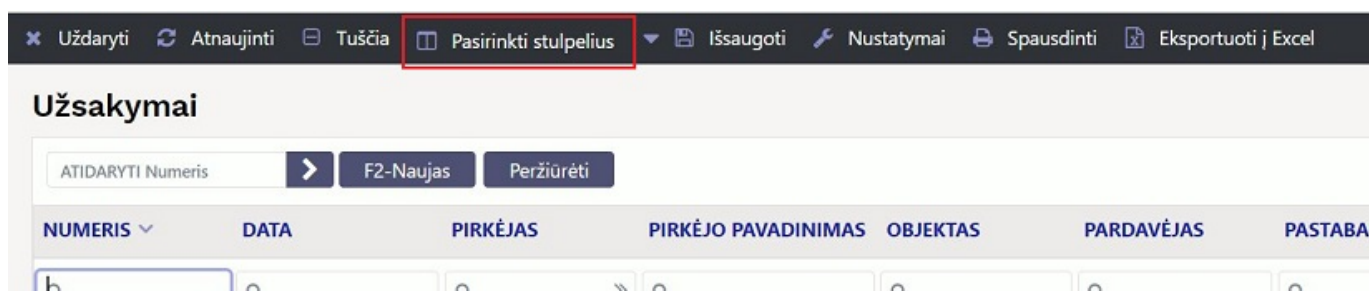 Uždaryti Atnaujinti Tuščia Pasirinkti stulpelius Išsaugoti Nustatymai Spausdinti Eksportuoti į Excel
Užsakymai
ATIDARYTI Numeris F2-Naujas Peržiūrėti
NUMERIS DATA PIRKĖJAS PIRKĖJO PAVADINIMAS OBJEKTAS PARDAVĖJAS PASTABA